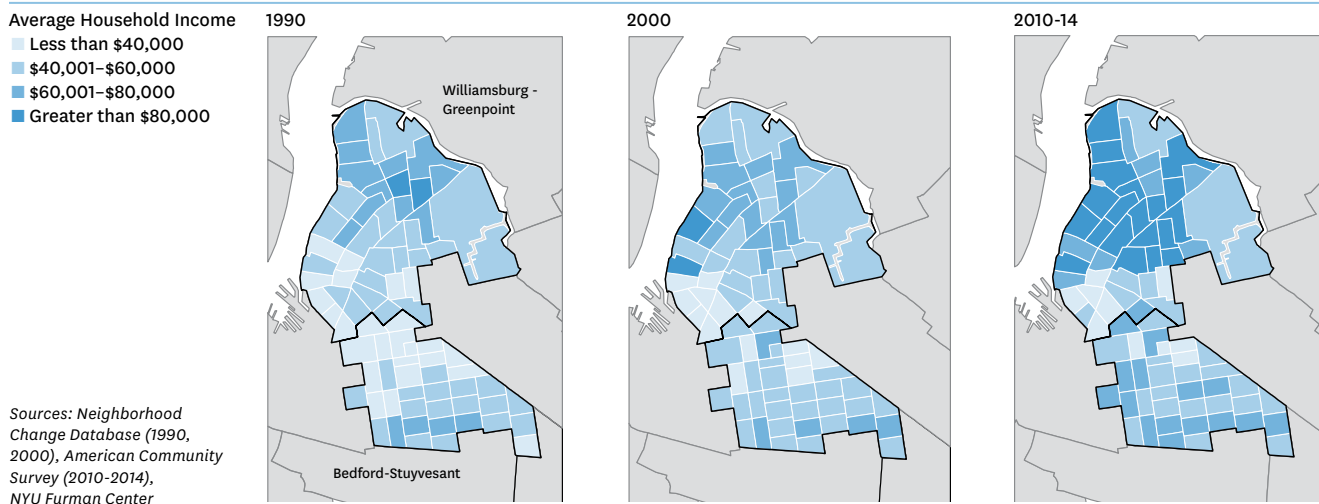 Average Household Income
Less than $40,000
$40,001–$60,000
$60,001–$80,000
Greater than $80,000
1990
Williamsburg -
Greenpoint
Bedford-Stuyvesant
2000
2010-14
Sources: Neighborhood
Change Database (1990,
2000), American Community
Survey (2010-2014),
NYU Furman Center